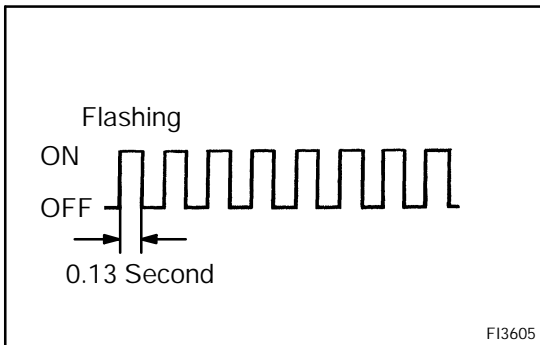 Flashing
ON
OFF
0.13 Second
FI3605